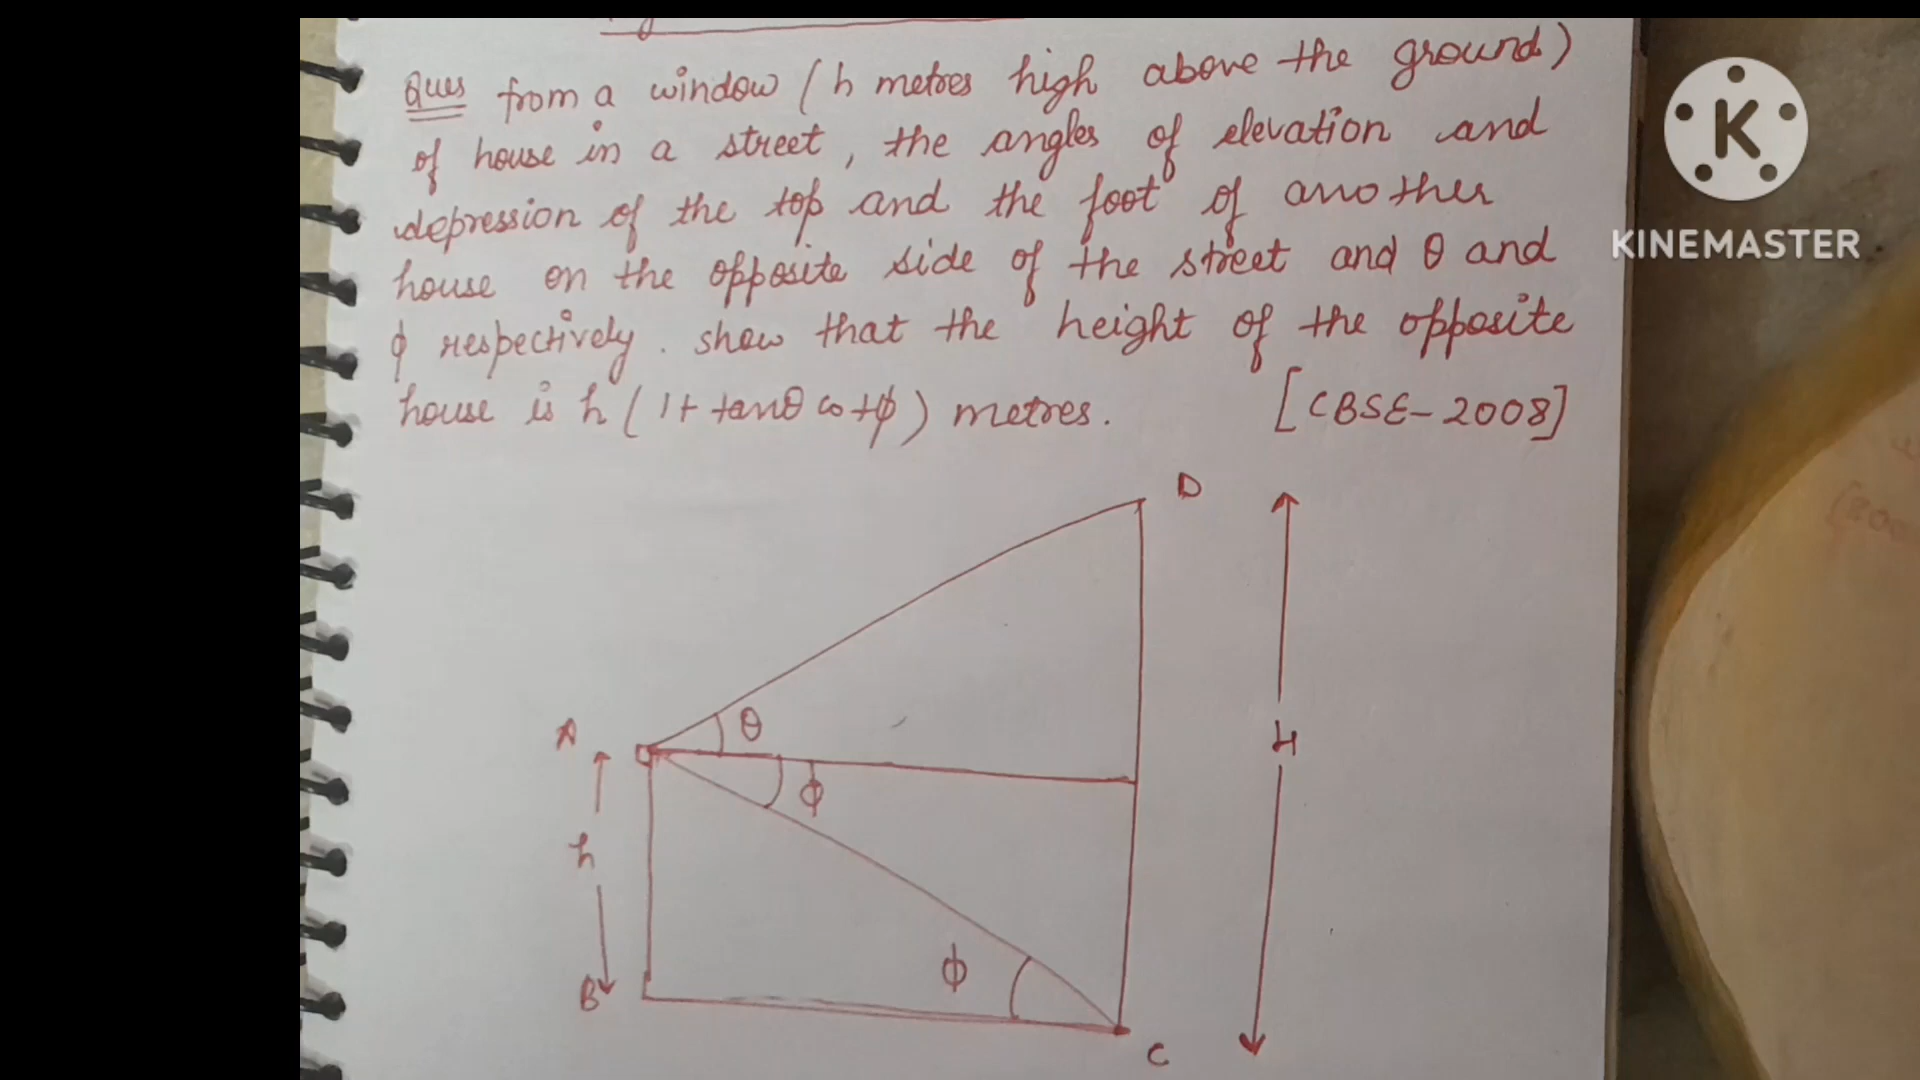 Ques from a window (h metres high above the ground)
of house in a street, the angles of elevation and
depression of the top and the foot of another
house on the opposite side of the street and θ and
ϕ respectively. show that the height of the opposite
house is h (1+ tanθ cotϕ) metres. [CBSE-2008]
D
A
θ
ϕ
H
h
ϕ
B
C
K
KINEMASTER